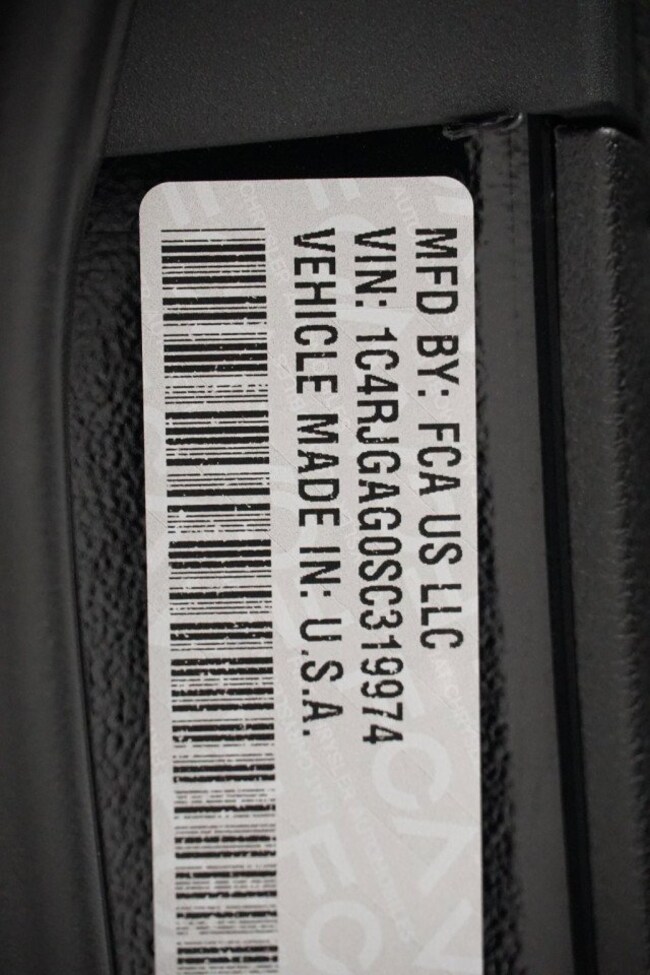 MFD BY: FCA US LLC
VIN: 1C4RJGAG0SC319974
VEHICLE MADE IN: U.S.A.